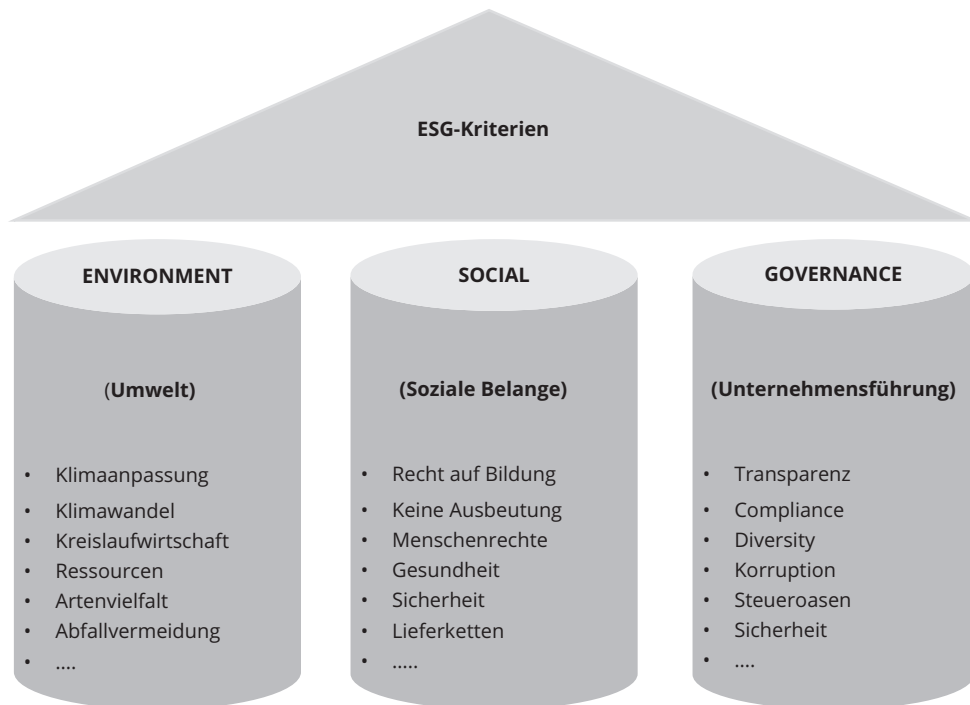 ESG-Kriterien
ENVIRONMENT
(Umwelt)
• Klimaanpassung
• Klimawandel
• Kreislaufwirtschaft
• Ressourcen
• Artenvielfalt
• Abfallvermeidung
• ....
SOCIAL
(Soziale Belange)
• Recht auf Bildung
• Keine Ausbeutung
• Menschenrechte
• Gesundheit
• Sicherheit
• Lieferketten
• .....
GOVERNANCE
(Unternehmensführung)
• Transparenz
• Compliance
• Diversity
• Korruption
• Steueroasen
• Sicherheit
• ....